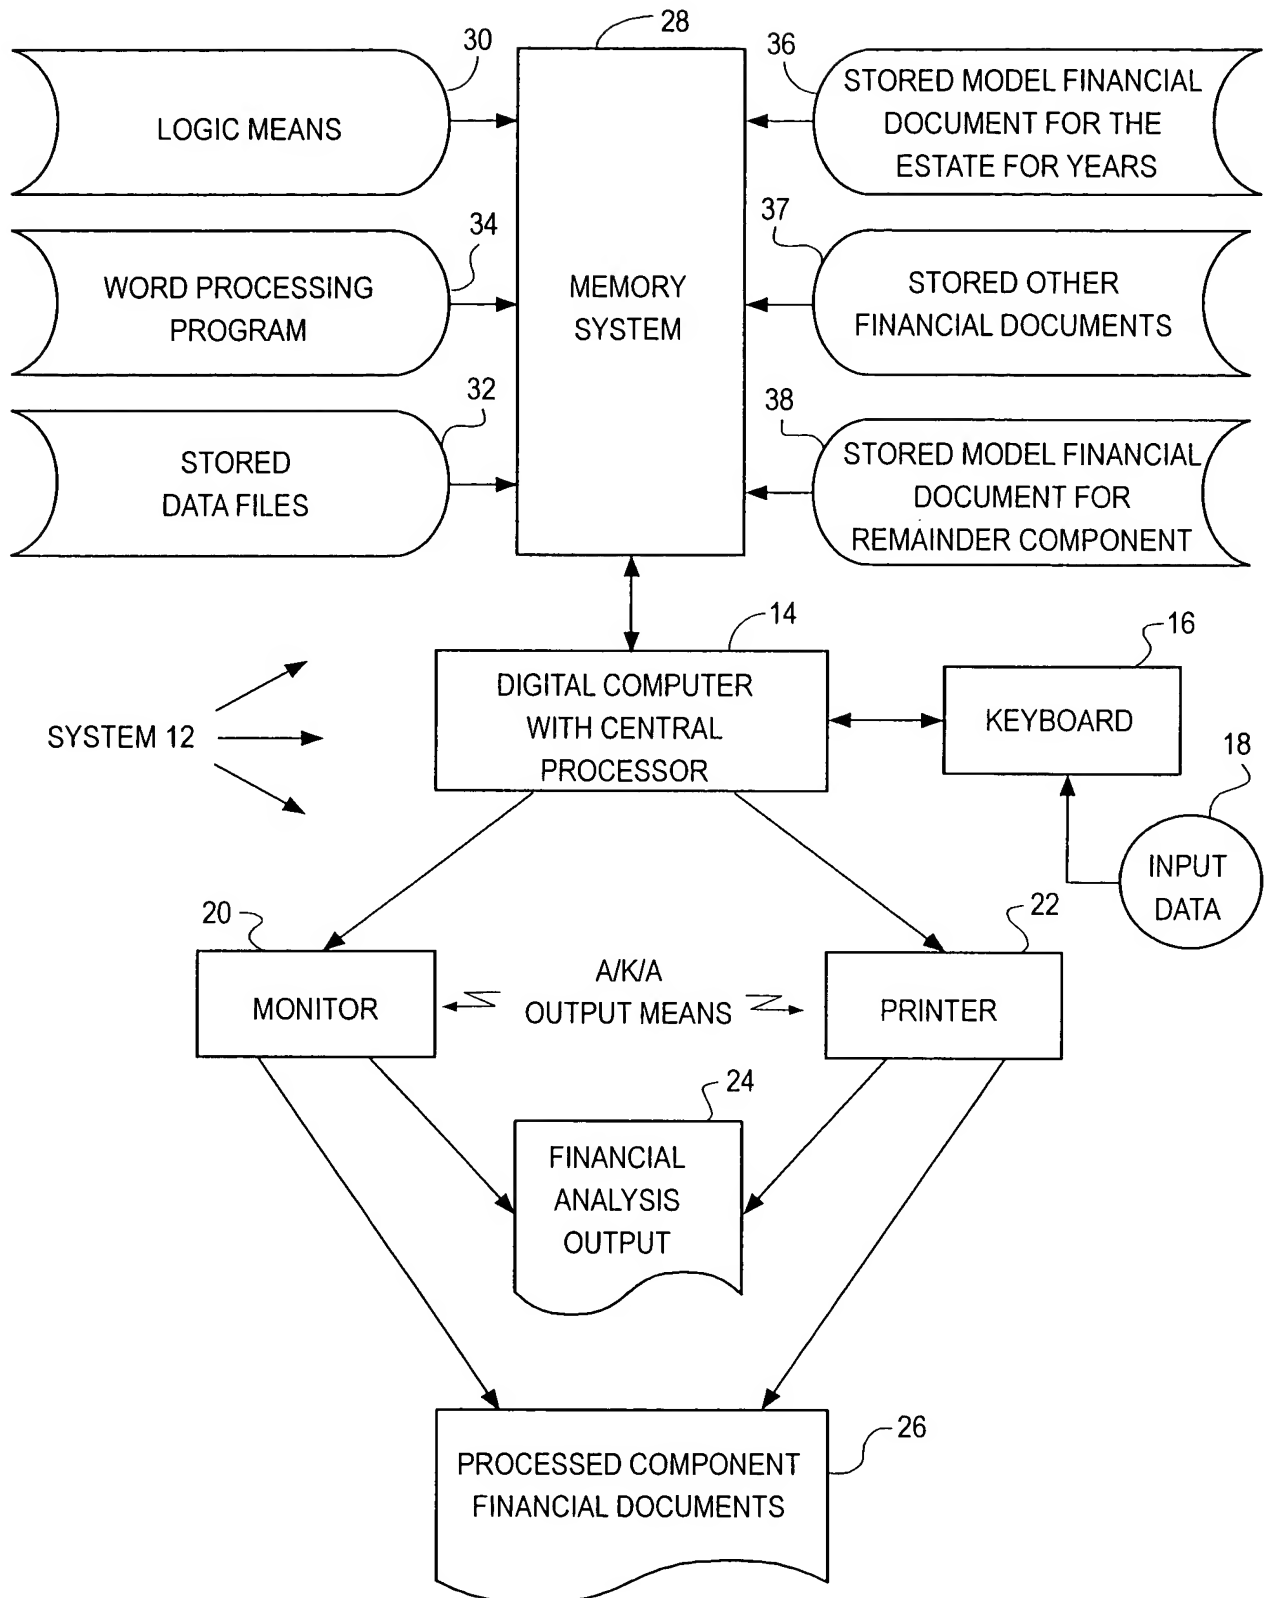 28
30
LOGIC MEANS
36
STORED MODEL FINANCIAL
DOCUMENT FOR THE
ESTATE FOR YEARS
34
WORD PROCESSING
PROGRAM
MEMORY
SYSTEM
37
STORED OTHER
FINANCIAL DOCUMENTS
32
STORED
DATA FILES
38
STORED MODEL FINANCIAL
DOCUMENT FOR
REMAINDER COMPONENT
14
DIGITAL COMPUTER
WITH CENTRAL
PROCESSOR
16
KEYBOARD
SYSTEM 12
18
INPUT
DATA
20
MONITOR
A/K/A
OUTPUT MEANS
22
PRINTER
24
FINANCIAL
ANALYSIS
OUTPUT
26
PROCESSED COMPONENT
FINANCIAL DOCUMENTS